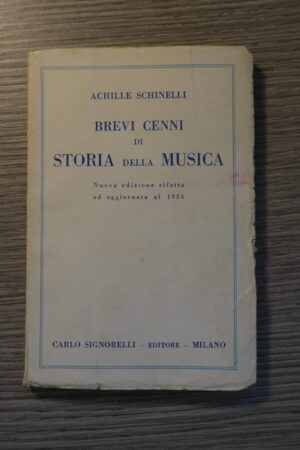 ACHILLE SCHINELLI
BREVI CENNI
DI
STORIA DELLA MUSICA
Nuova edizione rifatta
ed aggiornata al 1954
CARLO SIGNORELLI - EDITORE - MILANO